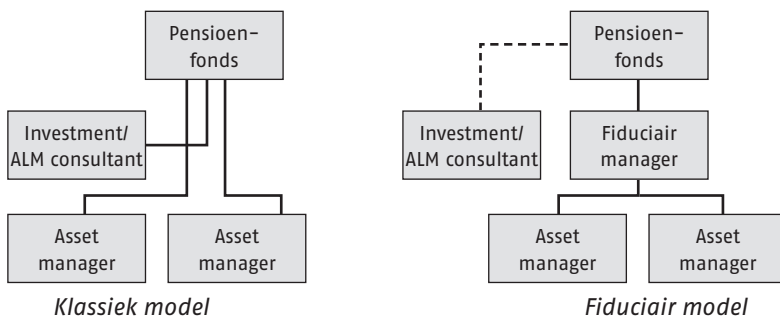 Pensioen-
fonds
Investment/
ALM consultant
Asset
manager
Asset
manager
Klassiek model
Pensioen-
fonds
Investment/
ALM consultant
Fiduciair
manager
Asset
manager
Asset
manager
Fiduciair model